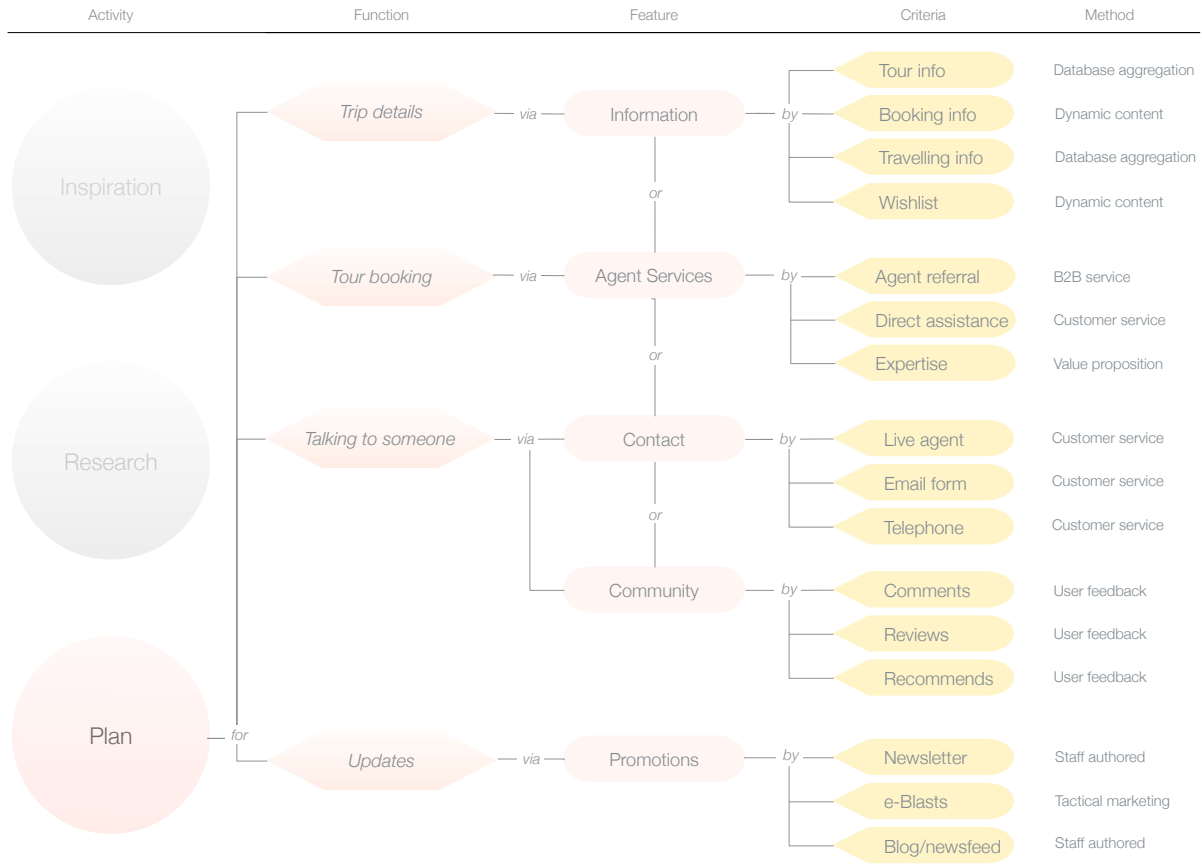 Activity
Function
Feature
Criteria
Method
Inspiration
Research
Plan
for
Trip details
via
Information
by
Tour info
Database aggregation
Booking info
Dynamic content
Travelling info
Database aggregation
Wishlist
Dynamic content
or
Tour booking
via
Agent Services
by
Agent referral
B2B service
Direct assistance
Customer service
Expertise
Value proposition
or
Talking to someone
via
Contact
by
Live agent
Customer service
Email form
Customer service
Telephone
Customer service
or
Community
by
Comments
User feedback
Reviews
User feedback
Recommends
User feedback
Updates
via
Promotions
by
Newsletter
Staff authored
e-Blasts
Tactical marketing
Blog/newsfeed
Staff authored